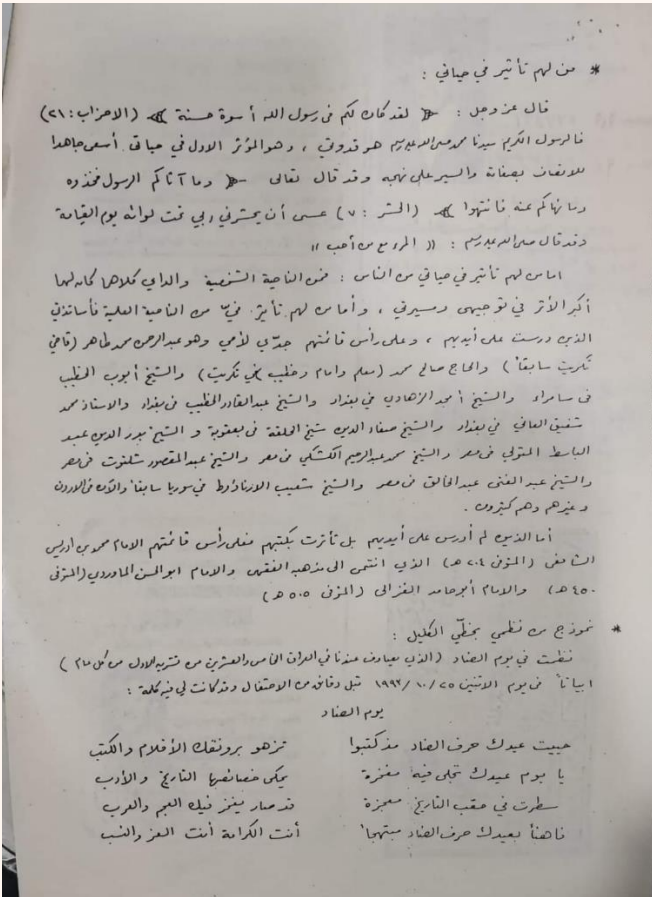 * من لهم تأثير في حياتي :
قال عز وجل : ﴿ لقد كان لكم في رسول الله أسوة حسنة ﴾ (الاحزاب : ٢١)
فالرسول الكريم سيدنا محمد صلى الله عليه وسلم هو قدوتي ، وهو المؤثر الاول في حياتي أسعى جاهدا
للاتصاف بصفاته والسير على نهجه وقد قال تعالى ﴿ وما آتاكم الرسول فخذوه
وما نهاكم عنه فانتهوا ﴾ (الحشر : ٧) عسى أن يحشرني ربي تحت لوائه يوم القيامة
وقد قال صلى الله عليه وسلم : (( المرء مع من أحب ))
اما من لهم تأثير في حياتي من الناس : فمن الناحية الشخصية والداي كلاهما كان لهما
أكبر الأثر في توجيهي ومسيرتي ، وأما من لهم تأثير فيّ من الناحية العلمية فأساتذتي
الذين درست على أيديهم ، وعلى رأس قائمتهم جدّي لأمي وهو عبدالرحمن محمد طاهر (قاضي
تكريت سابقاً) والحاج صالح محمد (معلم وامام وخطيب في تكريت) والشيخ أيوب الخطيب
في سامراء والشيخ أمجد الزهاوي في بغداد والشيخ عبدالقادر الخطيب في بغداد والاستاذ محمد
شفيق العاني في بغداد والشيخ صفاء الدين شيخ الحلقة في بعقوبة و الشيخ بدر الدين عبد
الباسط المتولي في مصر والشيخ محمد عبدالرحيم الكشكي في مصر والشيخ عبد المقصود شلتوت في مصر
والشيخ عبد الغني عبدالخالق في مصر والشيخ شعيب الارناؤوط في سوريا سابقاً والآن في الاردن
وغيرهم وهم كثيرون .
أما الذين لم أدرس على أيديهم بل تأثرت بكتبهم فعلى رأس قائمتهم الامام محمد بن ادريس
الشافعي (المتوفى ٢٠٤ هـ) الذي انتمي الى مذهبه الفقهي والامام ابو الحسن الماوردي (المتوفى
٤٥٠ هـ) والامام أبو حامد الغزالي (المتوفى ٥٠٥ هـ)
* نموذج من نظمي بخطّي الكليل :
نظمت في يوم الضاد (الذي يصادف عندنا في العراق الخامس والعشرين من تشرين الاول من كل عام )
ابياتاً في يوم الاثنين ٢٥/ ١٠/ ١٩٩٣ قبل دقائق من الاحتفال وقد كانت لي فيه كلمة :
يوم الضاد
حييت عيدك حرف الضاد مذ كتبوا تزهو برونقك الأقلام والكتب
يا يوم عيدك تجلى فيه مفخرة يحكي خصائصها التاريخ والأدب
سطرت في حقب التاريخ معجزة قد صار يفخر فيك العجم والعرب
فاهنأ بعيدك حرف الضاد مبتهجا أنت الكرامة أنت العز والنسب